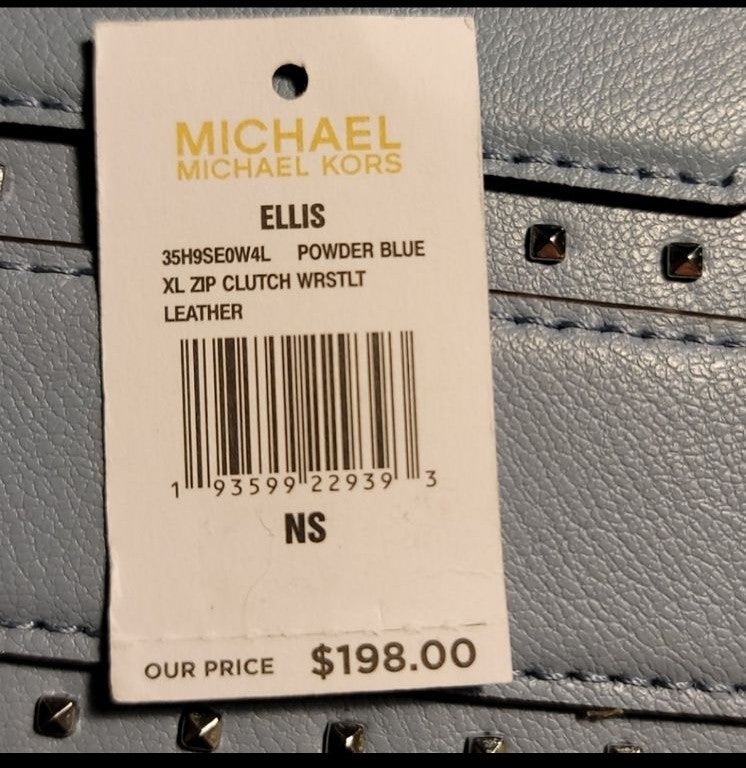 MICHAEL
MICHAEL KORS
ELLIS
35H9SE0W4L POWDER BLUE
XL ZIP CLUTCH WRSTLT
LEATHER
1 93599 22939 3
NS
OUR PRICE $198.00